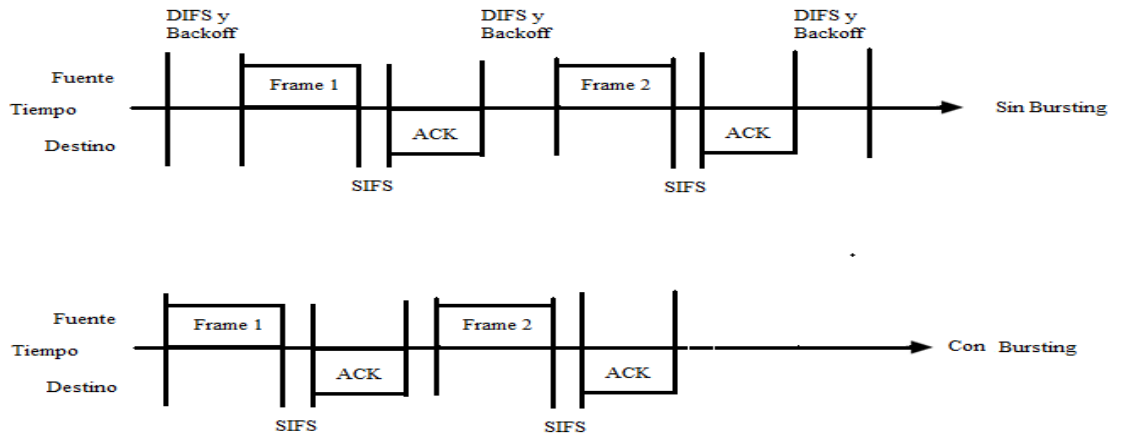 DIFS y
Backoff
DIFS y
Backoff
DIFS y
Backoff
Fuente
Frame 1
Frame 2
Tiempo
Sin Bursting
Destino
ACK
ACK
SIFS
SIFS
Fuente
Frame 1
Frame 2
Tiempo
Con Bursting
Destino
ACK
ACK
SIFS
SIFS